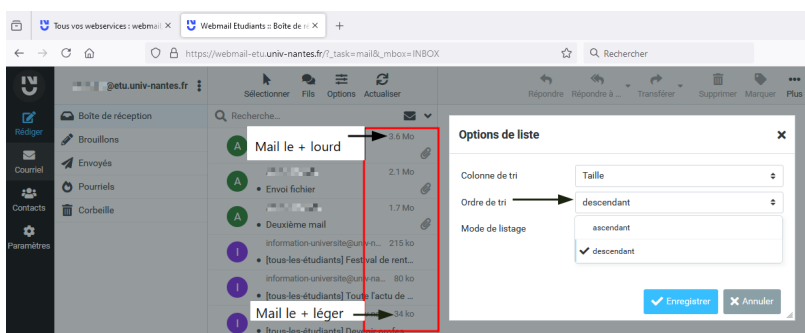 Tous vos webservices : webmail
Webmail Etudiants :: Boîte de
https://webmail-etu.univ-nantes.fr/?_task=mail&_mbox=INBOX
Rechercher
@etu.univ-nantes.fr
Sélectionner Fils Options Actualiser
Répondre Répondre à ... Transférer Supprimer Marquer Plus
Rédiger
Courriel
Contacts
Paramètres
Boîte de réception
Brouillons
Envoyés
Pourriels
Corbeille
Recherche...
A
Mail le + lourd
3.6 Mo
A
2.1 Mo
Envoi fichier
A
1.7 Mo
Deuxième mail
I
information-universite@univ-n... 215 ko
[tous-les-étudiants] Festival de rent...
I
information-universite@univ-na... 80 ko
[tous-les-étudiants] Toute l'actu de ...
I
Mail le + léger
34 ko
[tous-les-étudiants]
Options de liste
Colonne de tri Taille
Ordre de tri descendant
Mode de listage
ascendant
descendant
Enregistrer Annuler